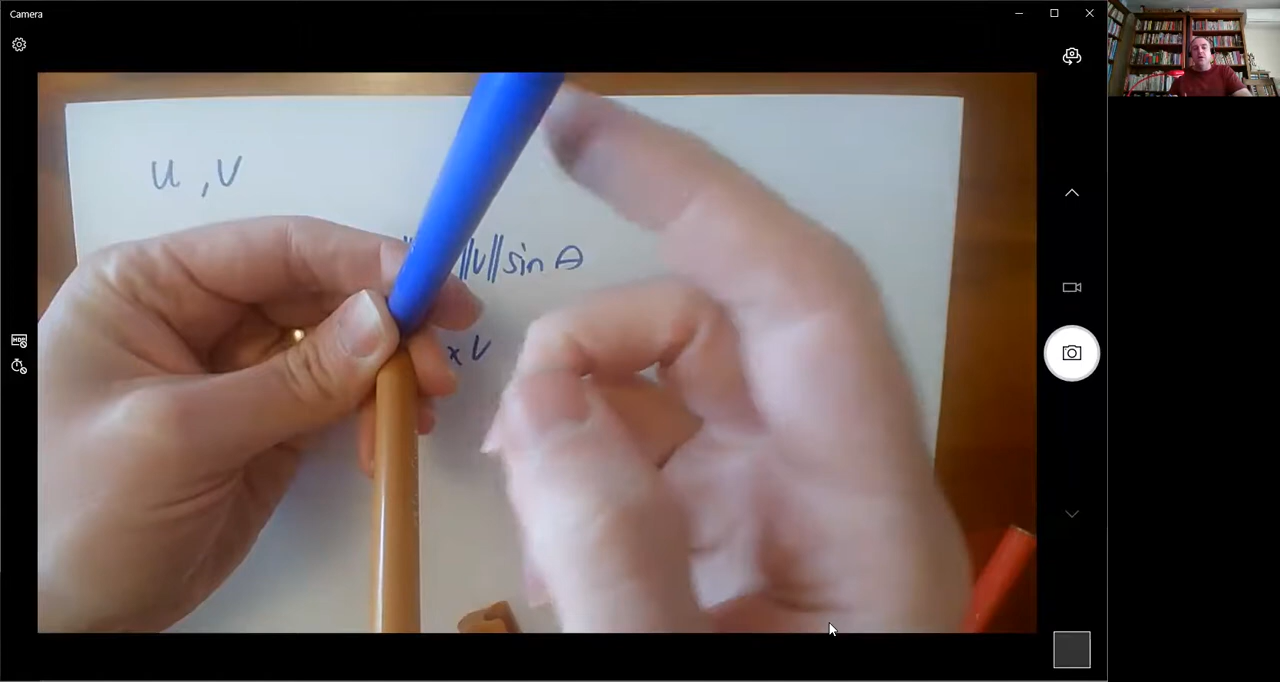 Camera
u , v
||v|| sin θ
x v